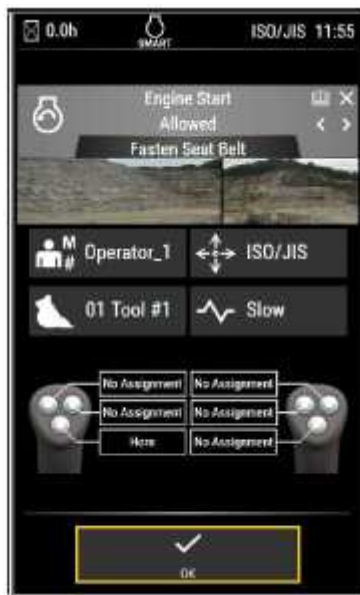 0.0h SMART ISO/JIS 11:55
Engine Start
Allowed
Fasten Seat Belt
M
# Operator_1 ISO/JIS
01 Tool #1 Slow
No Assignment No Assignment
No Assignment No Assignment
Horn No Assignment
OK